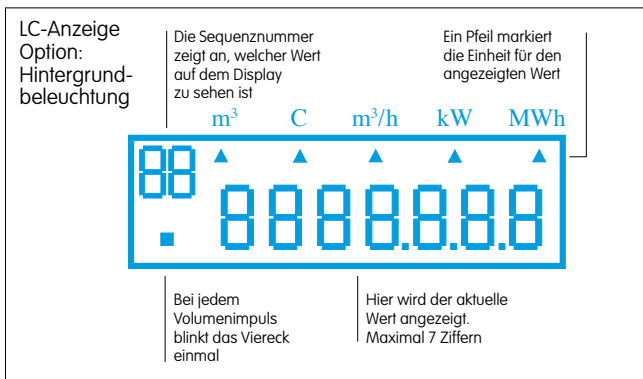 LC-Anzeige
Option:
Hintergrund-
beleuchtung
Die Sequenznummer
zeigt an, welcher Wert
auf dem Display
zu sehen ist
Ein Pfeil markiert
die Einheit für den
angezeigten Wert
m³ C m³/h kW MWh
88
8888.8.8.8
Bei jedem
Volumenimpuls
blinkt das Viereck
einmal
Hier wird der aktuelle
Wert angezeigt.
Maximal 7 Ziffern